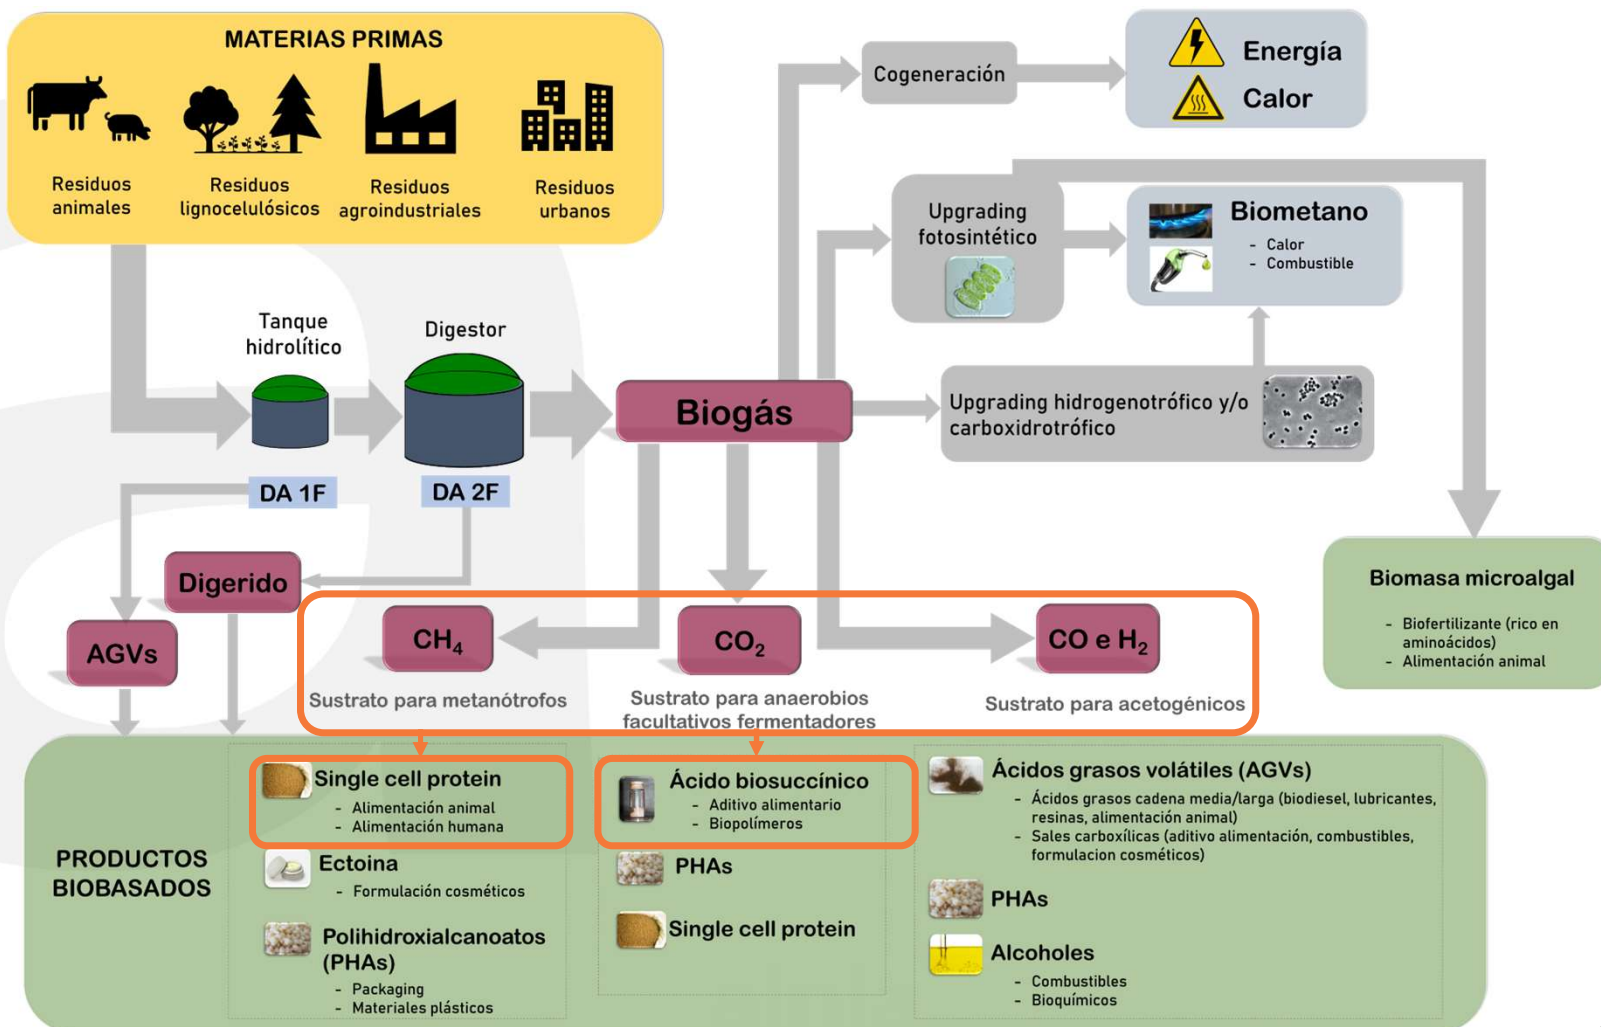 MATERIAS PRIMAS
Residuos
animales
Residuos
lignocelulósicos
Residuos
agroindustriales
Residuos
urbanos
Cogeneración
Energía
Calor
Upgrading
fotosintético
Biometano
- Calor
- Combustible
Tanque
hidrolítico
Digestor
Biogás
Upgrading hidrogenotrófico y/o
carboxidrotrófico
DA 1F
DA 2F
Digerido
AGVs
CH₄
Sustrato para metanótrofos
CO₂
Sustrato para anaerobios
facultativos fermentadores
CO e H₂
Sustrato para acetogénicos
Biomasa microalgal
- Biofertilizante (rico en
aminoácidos)
- Alimentación animal
PRODUCTOS
BIOBASADOS
Single cell protein
- Alimentación animal
- Alimentación humana
Ectoina
- Formulación cosméticos
Polihidroxialcanoatos
(PHAs)
- Packaging
- Materiales plásticos
Ácido biosuccínico
- Aditivo alimentario
- Biopolímeros
PHAs
Single cell protein
Ácidos grasos volátiles (AGVs)
- Ácidos grasos cadena media/larga (biodiesel, lubricantes,
resinas, alimentación animal)
- Sales carboxílicas (aditivo alimentación, combustibles,
formulacion cosméticos)
PHAs
Alcoholes
- Combustibles
- Bioquímicos